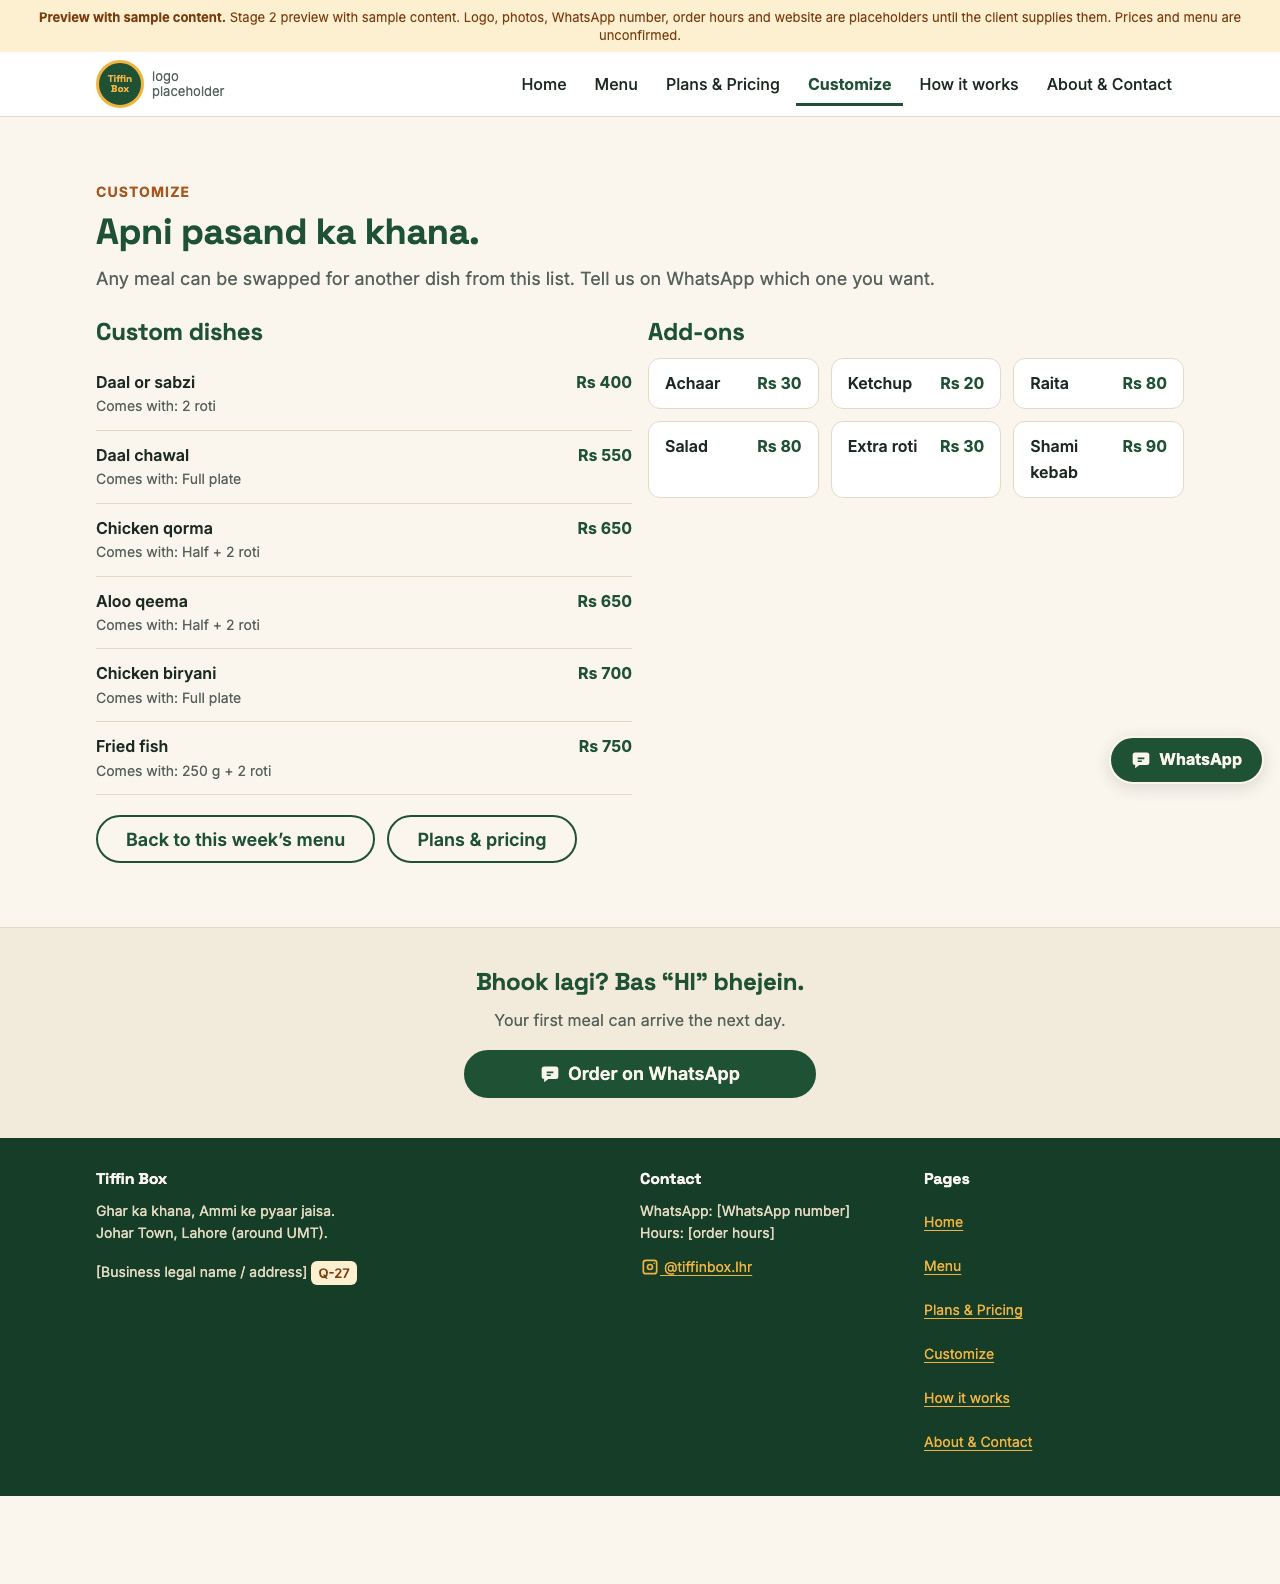 Preview with sample content. Stage 2 preview with sample content. Logo, photos, WhatsApp number, order hours and website are placeholders until the client supplies them. Prices and menu are
unconfirmed.
Tiffin
Box
logo
placeholder
Home
Menu
Plans & Pricing
Customize
How it works
About & Contact
CUSTOMIZE
Apni pasand ka khana.
Any meal can be swapped for another dish from this list. Tell us on WhatsApp which one you want.
Custom dishes
Daal or sabzi Rs 400
Comes with: 2 roti
Daal chawal Rs 550
Comes with: Full plate
Chicken qorma Rs 650
Comes with: Half + 2 roti
Aloo qeema Rs 650
Comes with: Half + 2 roti
Chicken biryani Rs 700
Comes with: Full plate
Fried fish Rs 750
Comes with: 250 g + 2 roti
Add-ons
Achaar Rs 30
Ketchup Rs 20
Raita Rs 80
Salad Rs 80
Extra roti Rs 30
Shami Rs 90
kebab
WhatsApp
Back to this week’s menu
Plans & pricing
Bhook lagi? Bas “HI” bhejein.
Your first meal can arrive the next day.
Order on WhatsApp
Tiffin Box
Ghar ka khana, Ammi ke pyaar jaisa.
Johar Town, Lahore (around UMT).
[Business legal name / address] Q-27
Contact
WhatsApp: [WhatsApp number]
Hours: [order hours]
@tiffinbox.lhr
Pages
Home
Menu
Plans & Pricing
Customize
How it works
About & Contact